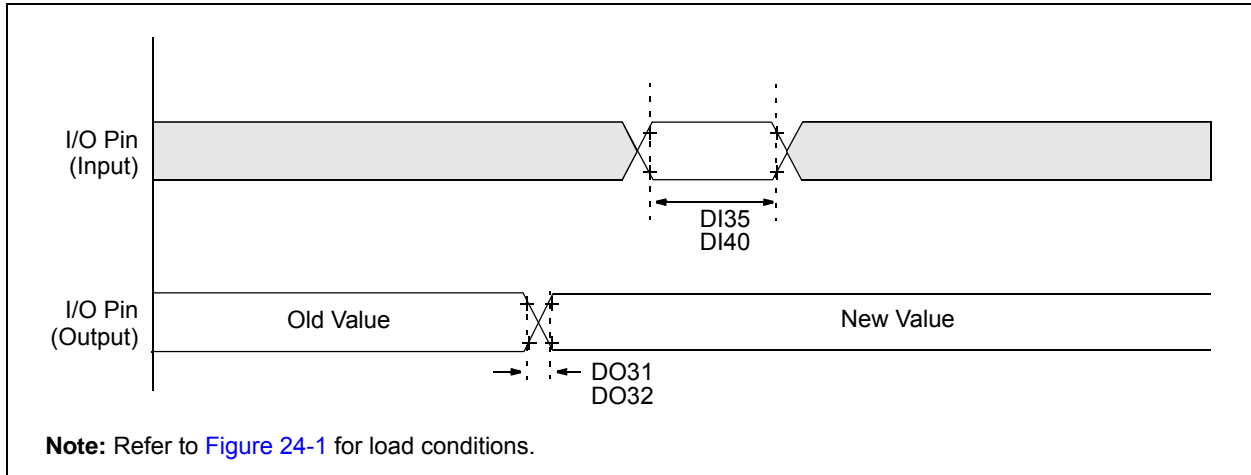 I/O Pin
(Input)
DI35
DI40
I/O Pin
(Output)
Old Value
New Value
DO31
DO32
Note: Refer to Figure 24-1 for load conditions.